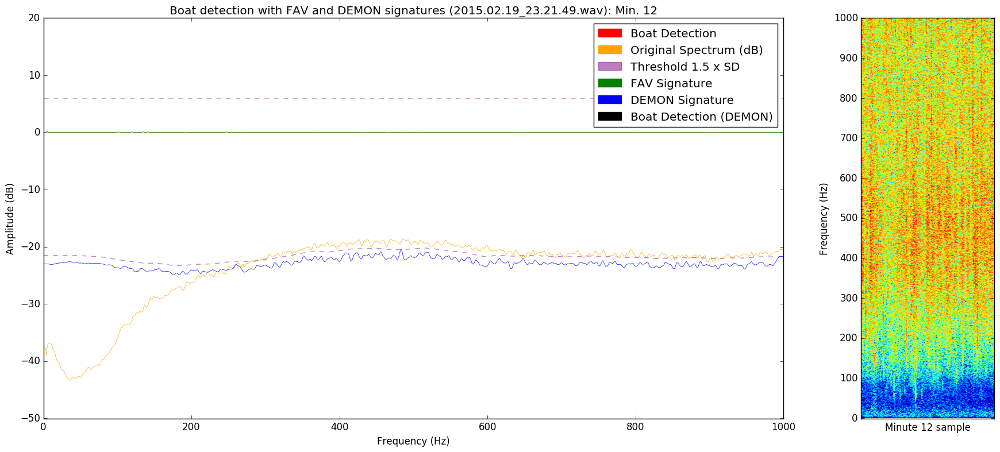 Boat detection with FAV and DEMON signatures (2015.02.19_23.21.49.wav): Min. 12
20
10
0
−10
−20
−30
−40
−50
Amplitude (dB)
0
200
400
600
800
1000
Frequency (Hz)
Boat Detection
Original Spectrum (dB)
Threshold 1.5 x SD
FAV Signature
DEMON Signature
Boat Detection (DEMON)
1000
900
800
700
600
500
400
300
200
100
0
Frequency (Hz)
Minute 12 sample